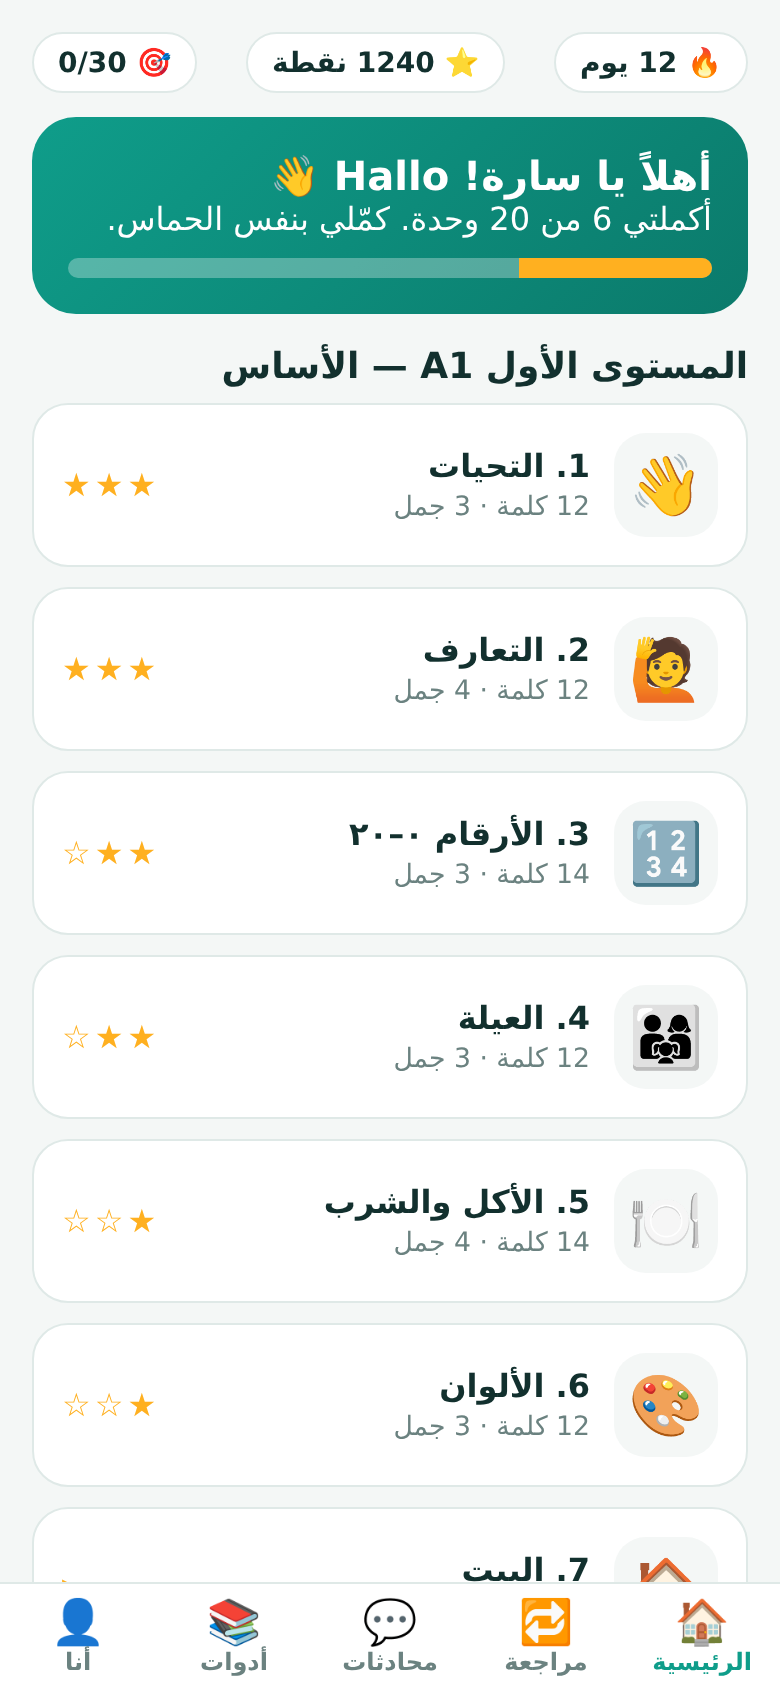 🔥 12 يوم
⭐ 1240 نقطة
🎯 0/30
أهلاً يا سارة! Hallo 👋
أكملتي 6 من 20 وحدة. كمّلي بنفس الحماس.
المستوى الأول A1 — الأساس
1. التحيات
★★★
12 كلمة · 3 جمل
2. التعارف
★★★
12 كلمة · 4 جمل
3. الأرقام ٠–٢٠
★★☆
14 كلمة · 3 جمل
4. العيلة
★★☆
12 كلمة · 3 جمل
5. الأكل والشرب
★☆☆
14 كلمة · 4 جمل
6. الألوان
★☆☆
12 كلمة · 3 جمل
7. البيت
الرئيسية
مراجعة
محادثات
أدوات
أنا